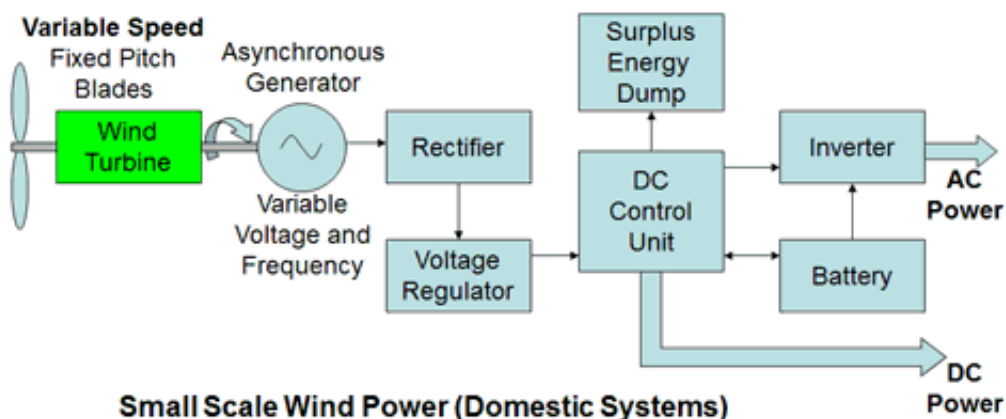 Variable Speed
Fixed Pitch
Blades
Wind
Turbine
Asynchronous
Generator
Variable
Voltage and
Frequency
Rectifier
Voltage
Regulator
Surplus
Energy
Dump
DC
Control
Unit
Inverter
Battery
AC
Power
DC
Power
Small Scale Wind Power (Domestic Systems)